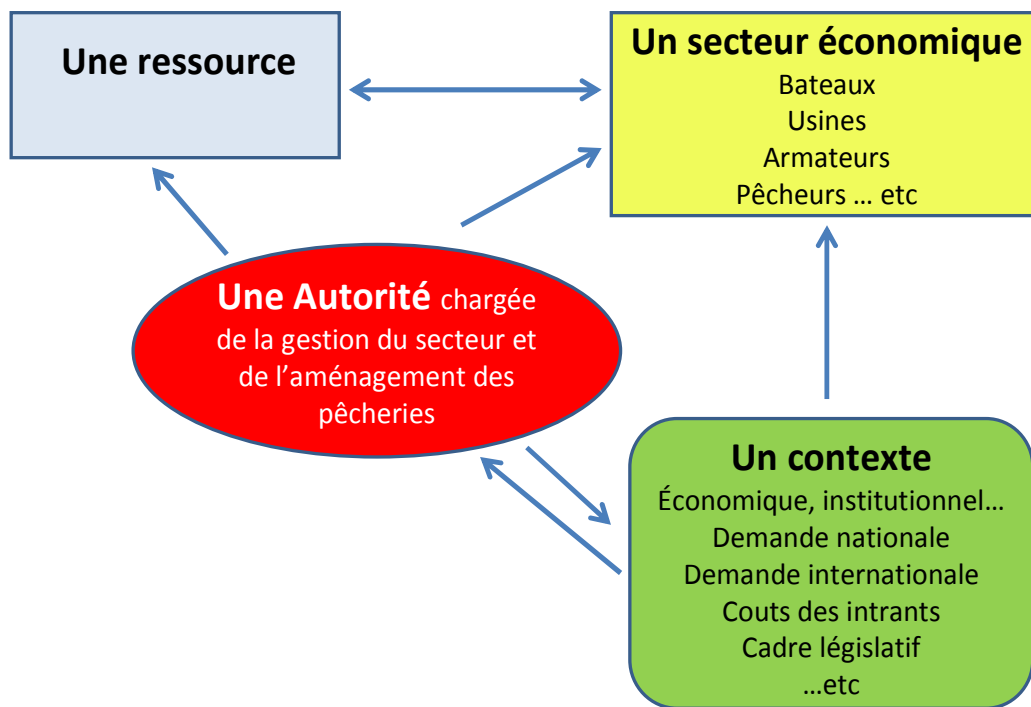 Une ressource
Un secteur économique
Bateaux
Usines
Armateurs
Pêcheurs ... etc
Une Autorité chargée
de la gestion du secteur et
de l'aménagement des
pêcheries
Un contexte
Économique, institutionnel...
Demande nationale
Demande internationale
Couts des intrants
Cadre législatif
...etc